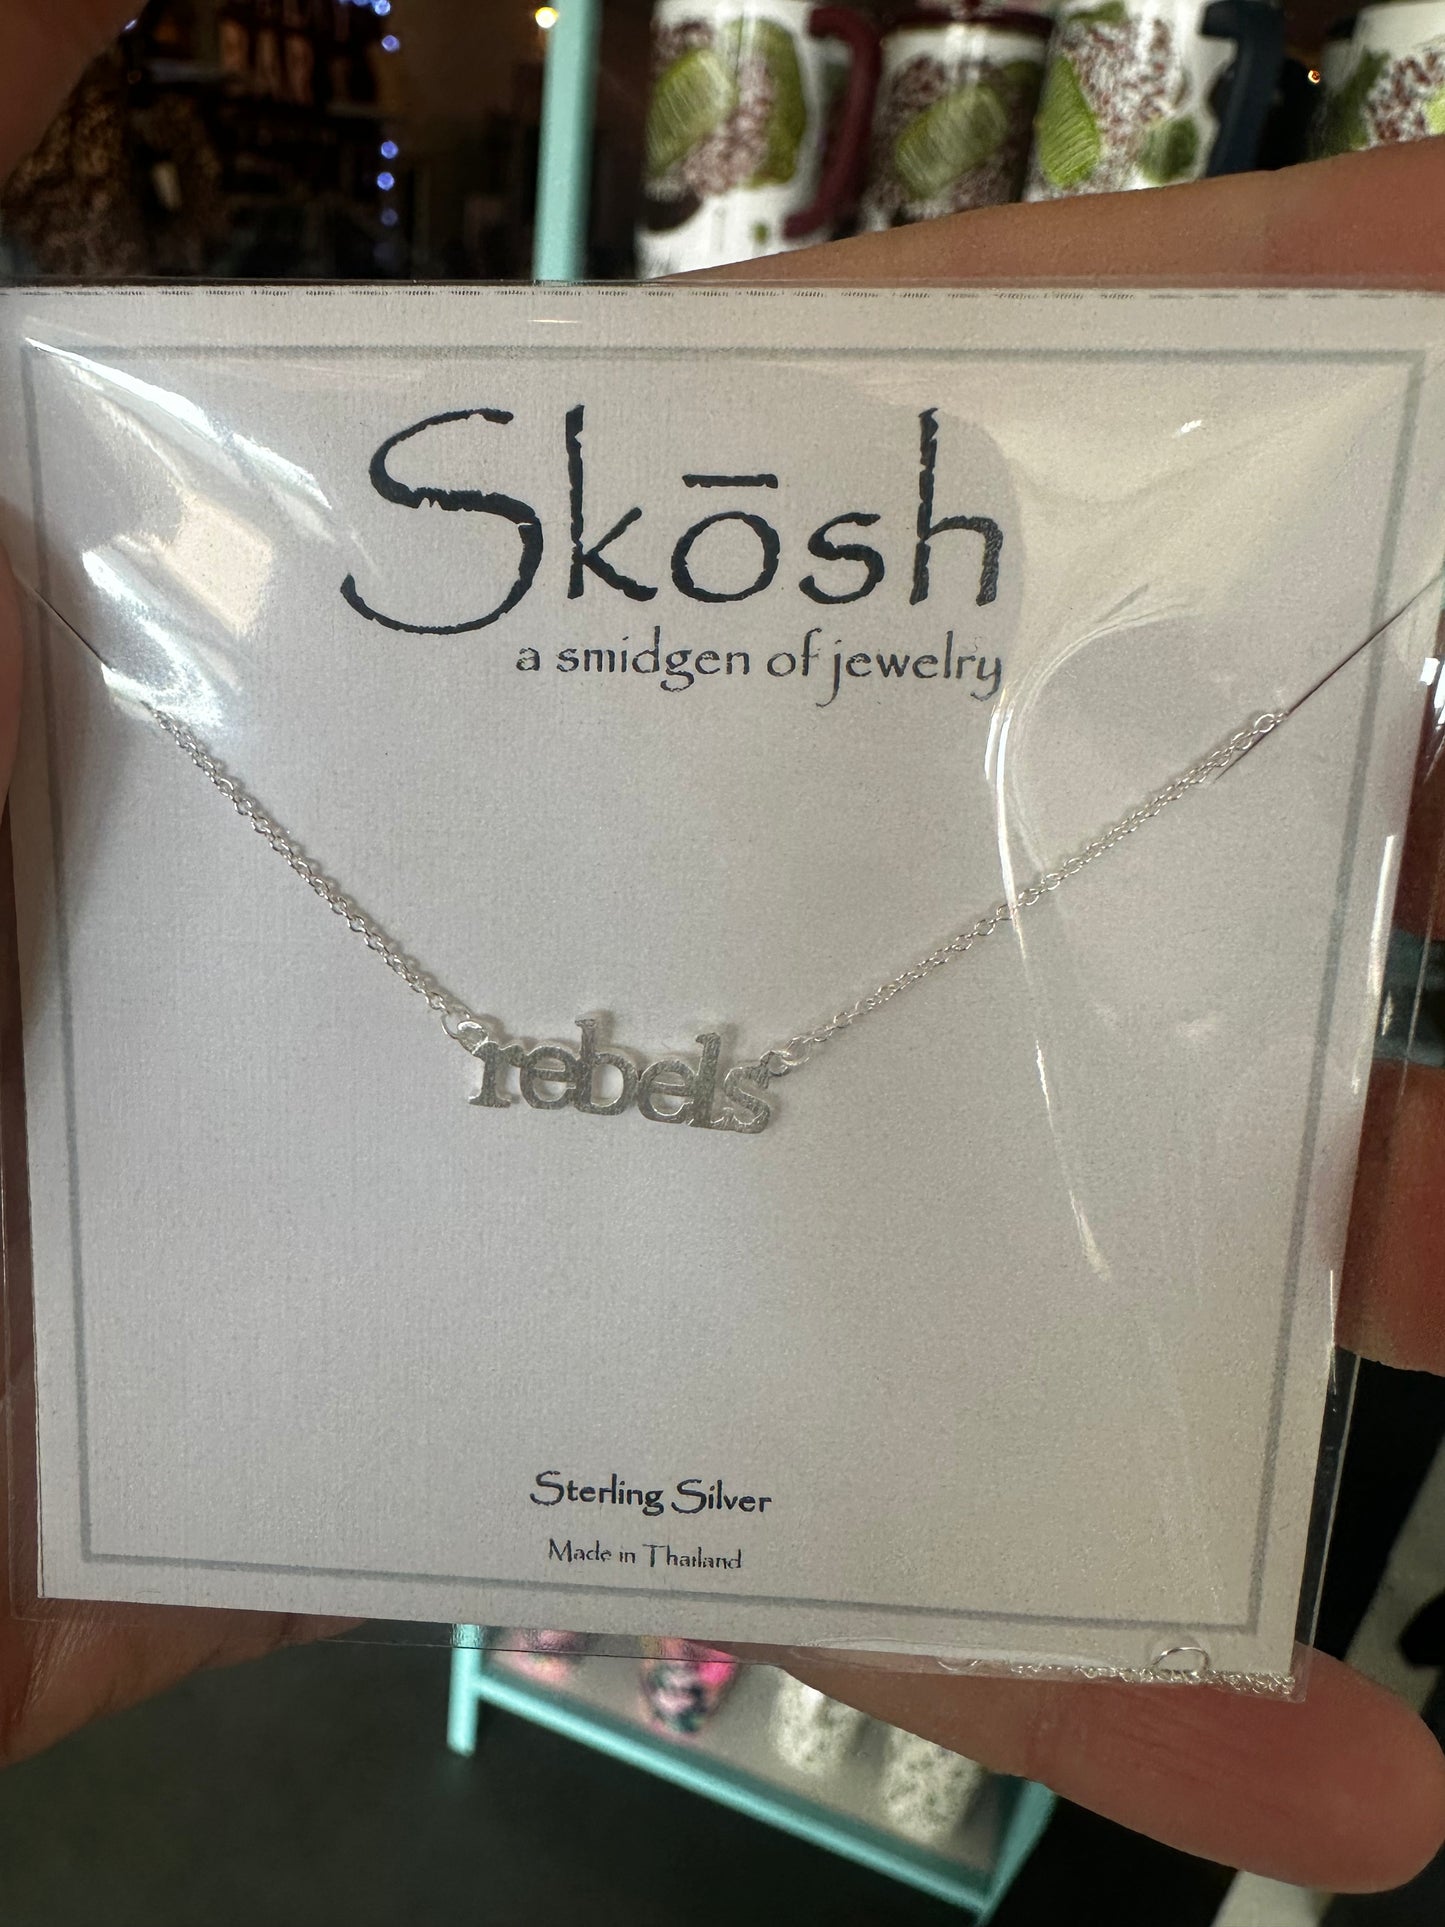 Skōsh
a smidgen of jewelry
rebels
Sterling Silver
Made in Thailand